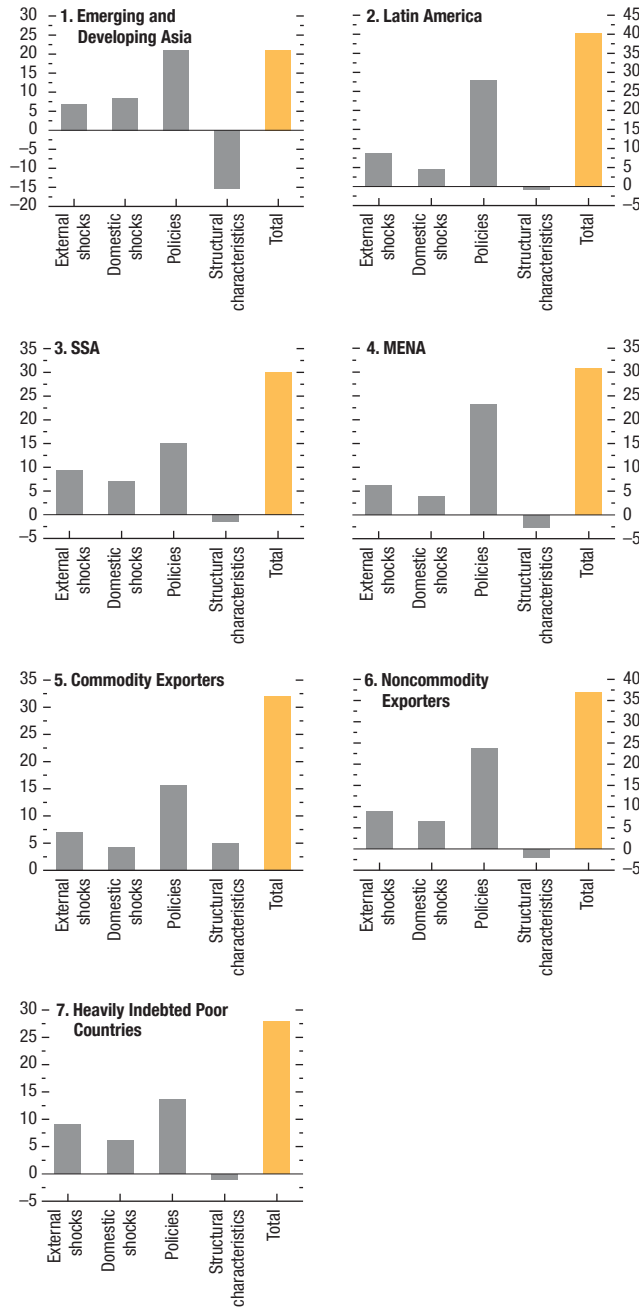 1. Emerging and
Developing Asia
30
25
20
15
10
5
0
–5
–10
–15
–20
External
shocks
Domestic
shocks
Policies
Structural
characteristics
Total
2. Latin America
45
40
35
30
25
20
15
10
5
0
–5
External
shocks
Domestic
shocks
Policies
Structural
characteristics
Total
3. SSA
35
30
25
20
15
10
5
0
–5
External
shocks
Domestic
shocks
Policies
Structural
characteristics
Total
4. MENA
35
30
25
20
15
10
5
0
–5
External
shocks
Domestic
shocks
Policies
Structural
characteristics
Total
5. Commodity Exporters
35
30
25
20
15
10
5
0
External
shocks
Domestic
shocks
Policies
Structural
characteristics
Total
6. Noncommodity
Exporters
40
35
30
25
20
15
10
5
0
–5
External
shocks
Domestic
shocks
Policies
Structural
characteristics
Total
7. Heavily Indebted Poor
Countries
30
25
20
15
10
5
0
–5
External
shocks
Domestic
shocks
Policies
Structural
characteristics
Total